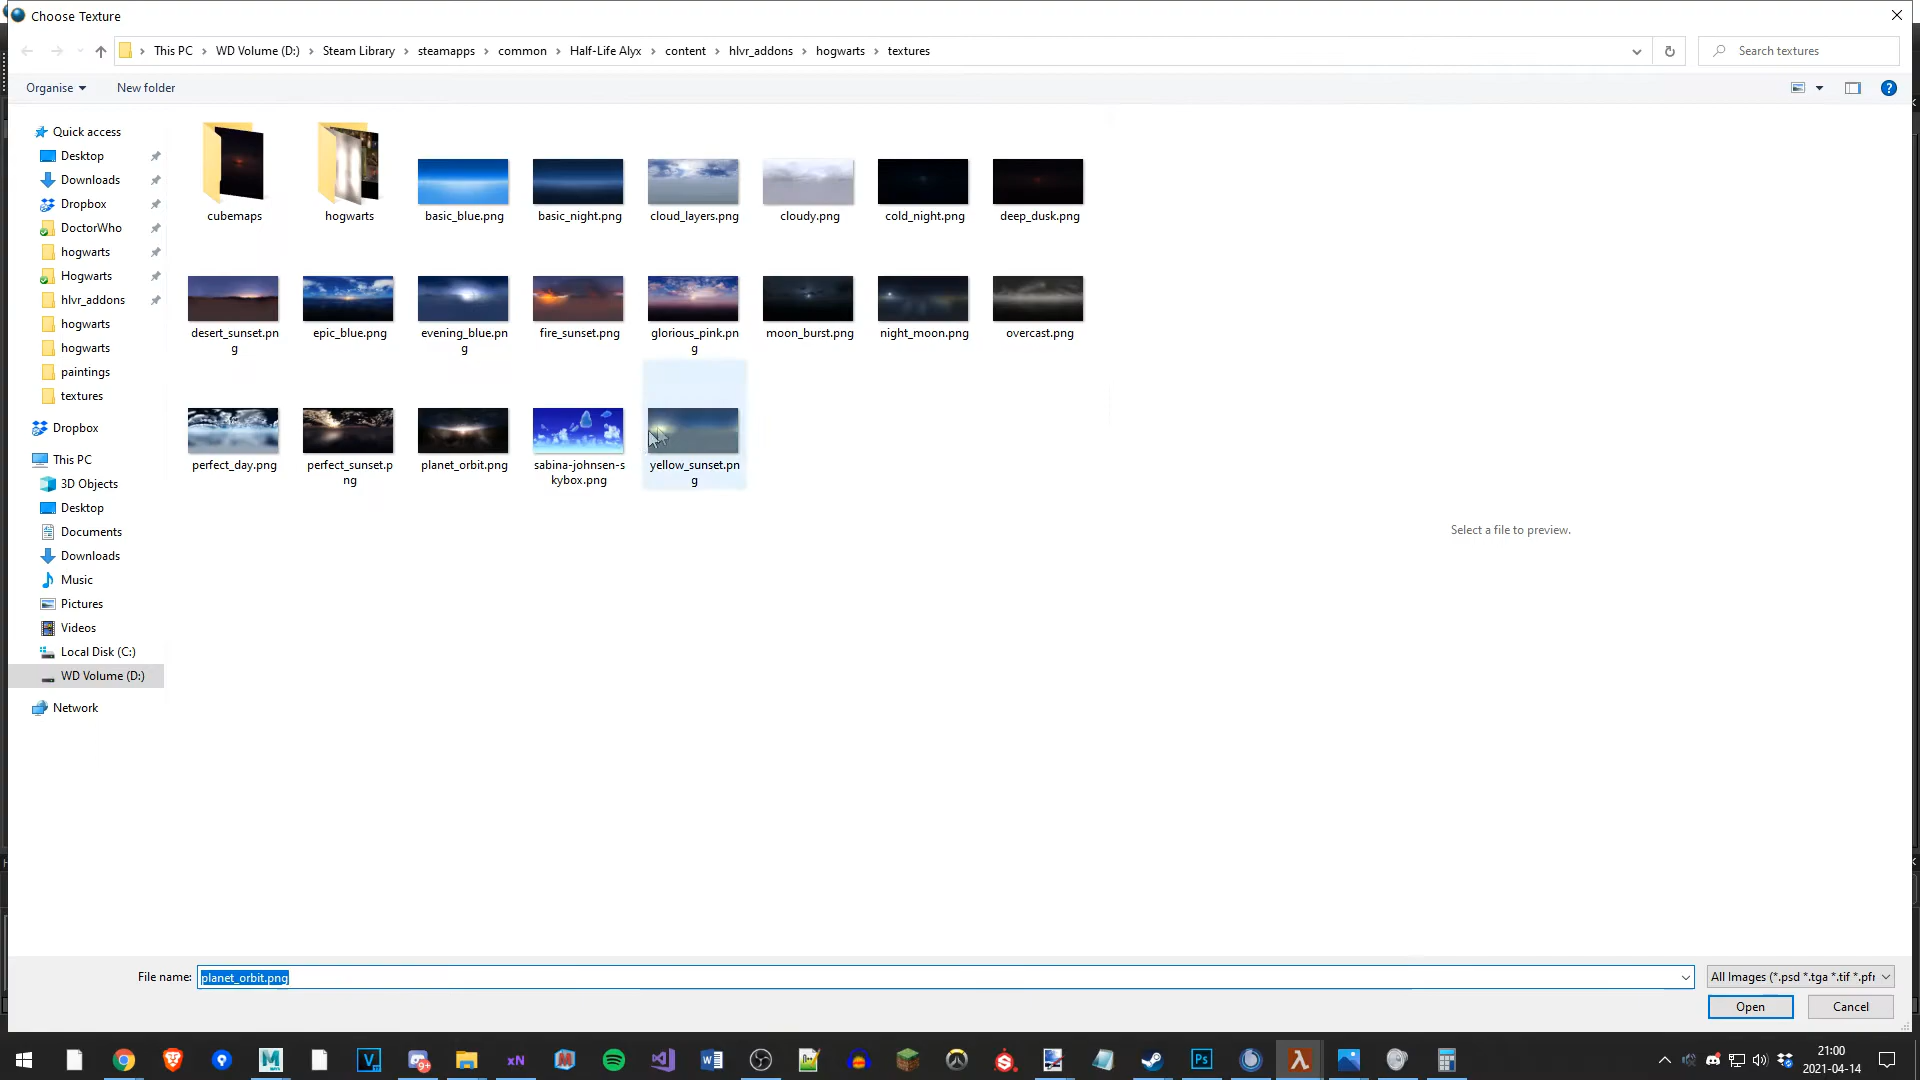 Choose Texture
This PC > WD Volume (D:) > Steam Library > steamapps > common > Half-Life Alyx > content > hlvr_addons > hogwarts > textures
Search textures
Organise
New folder
Quick access
Desktop
Downloads
Dropbox
DoctorWho
hogwarts
Hogwarts
hlvr_addons
hogwarts
hogwarts
paintings
textures
Dropbox
This PC
3D Objects
Desktop
Documents
Downloads
Music
Pictures
Videos
Local Disk (C:)
WD Volume (D:)
Network
cubemaps
hogwarts
basic_blue.png
basic_night.png
cloud_layers.png
cloudy.png
cold_night.png
deep_dusk.png
desert_sunset.pn
g
epic_blue.png
evening_blue.pn
g
fire_sunset.png
glorious_pink.pn
g
moon_burst.png
night_moon.png
overcast.png
perfect_day.png
perfect_sunset.p
ng
planet_orbit.png
sabina-johnsen-s
kybox.png
yellow_sunset.pn
g
Select a file to preview.
File name:
planet_orbit.png
All Images (*.psd *.tga *.tif *.pfr
Open
Cancel
21:00
2021-04-14